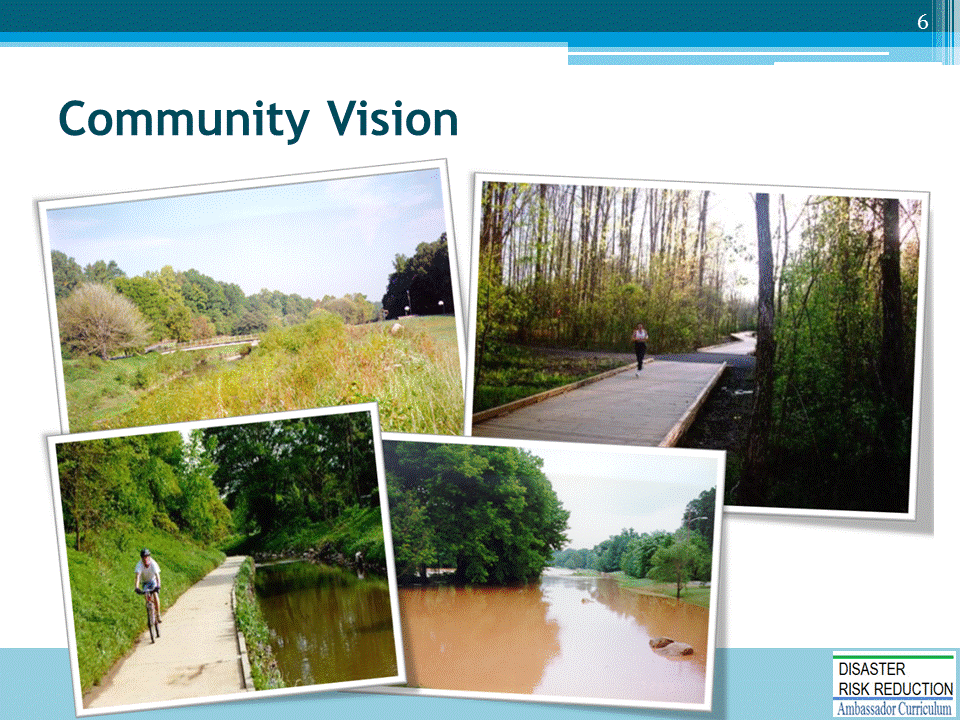 6
Community Vision
DISASTER
RISK REDUCTION
Ambassador Curriculum